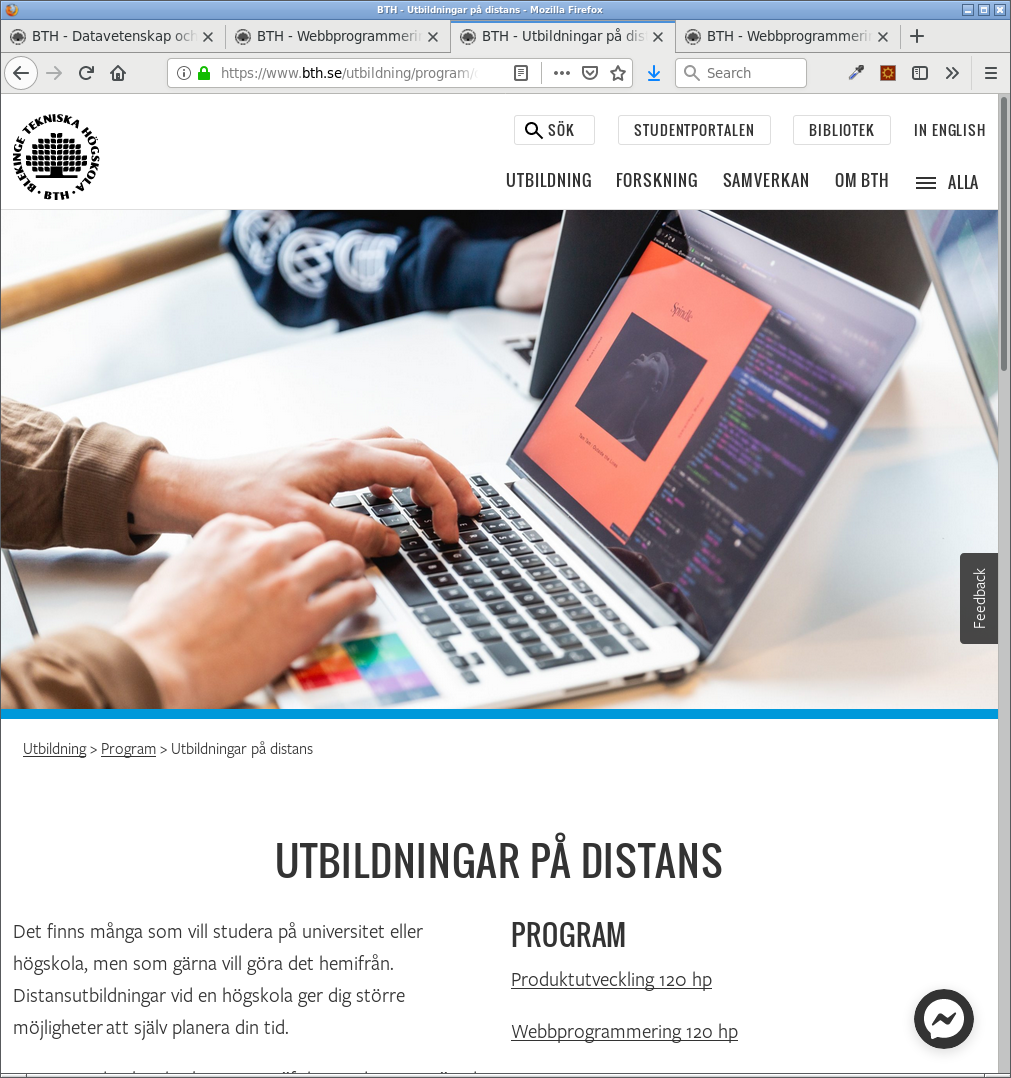 BTH - Utbildningar på distans - Mozilla Firefox
BTH - Datavetenskap och
BTH - Webbprogrammerin
BTH - Utbildningar på dis
BTH - Webbprogrammerin
https://www.bth.se/utbildning/program/
Search
BLEKINGE TEKNISKA HÖGSKOLA
· BTH ·
SÖK
STUDENTPORTALEN
BIBLIOTEK
IN ENGLISH
UTBILDNING
FORSKNING
SAMVERKAN
OM BTH
ALLA
Spindle
Feedback
Utbildning > Program > Utbildningar på distans
UTBILDNINGAR PÅ DISTANS
Det finns många som vill studera på universitet eller
högskola, men som gärna vill göra det hemifrån.
Distansutbildningar vid en högskola ger dig större
möjligheter att själv planera din tid.
PROGRAM
Produktutveckling 120 hp
Webbprogrammering 120 hp